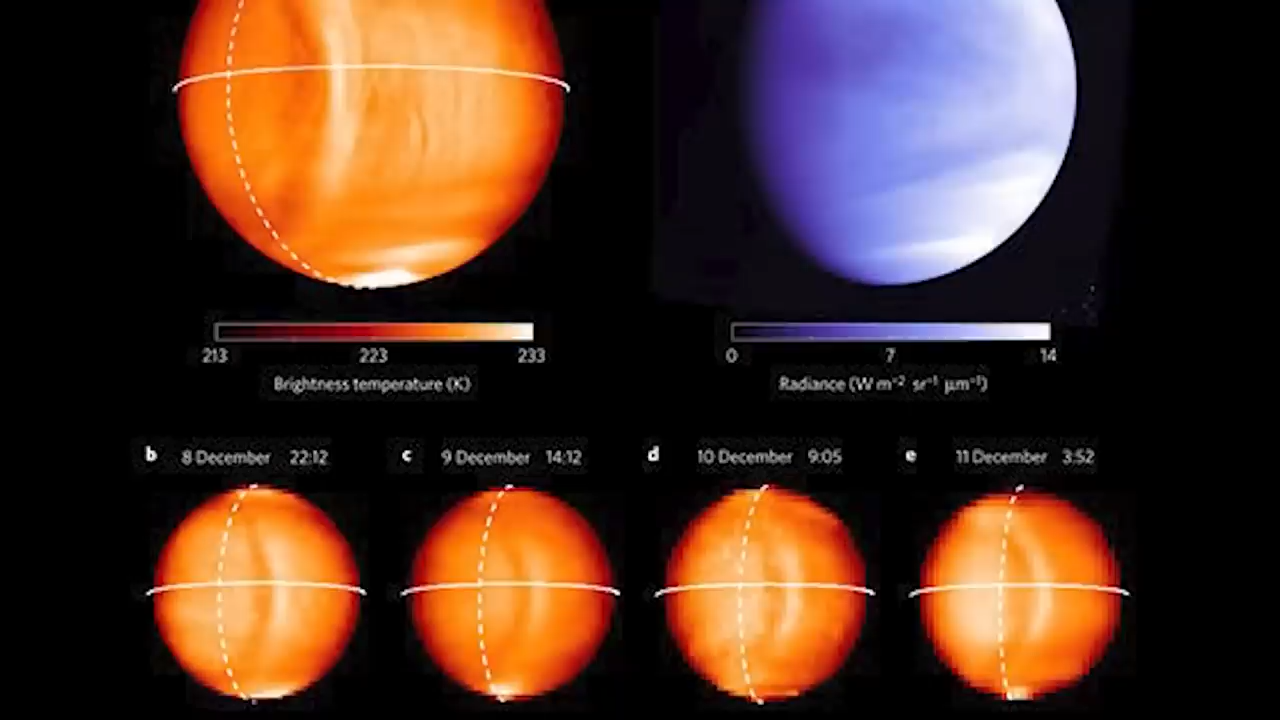 213 223 233
0 7 14
Brightness temperature (K)
Radiance (W m⁻² sr⁻¹ μm⁻¹)
b 8 December 22:12
c 9 December 14:12
d 10 December 9:05
e 11 December 3:52